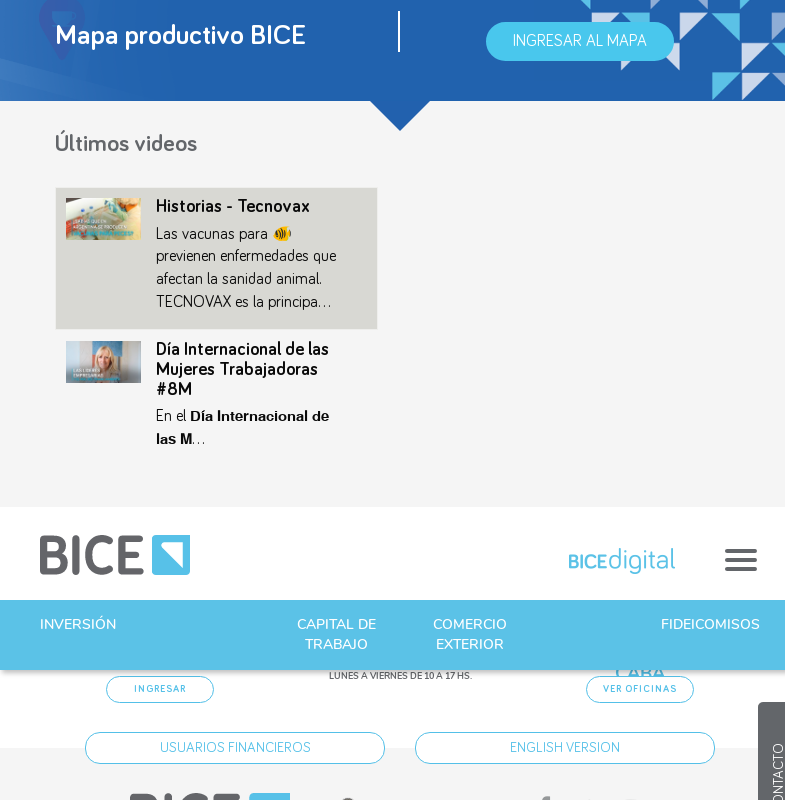 Mapa productivo BICE
INGRESAR AL MAPA
Últimos videos
Historias - Tecnovax
Las vacunas para 🐠
previenen enfermedades que
afectan la sanidad animal.
TECNOVAX es la principa...
Día Internacional de las
Mujeres Trabajadoras
#8M
En el Día Internacional de
las M...
BICE
BICEdigital
INVERSIÓN
CAPITAL DE
TRABAJO
COMERCIO
EXTERIOR
FIDEICOMISOS
CABA
LUNES A VIERNES DE 10 A 17 HS.
INGRESAR
VER OFICINAS
USUARIOS FINANCIEROS
ENGLISH VERSION